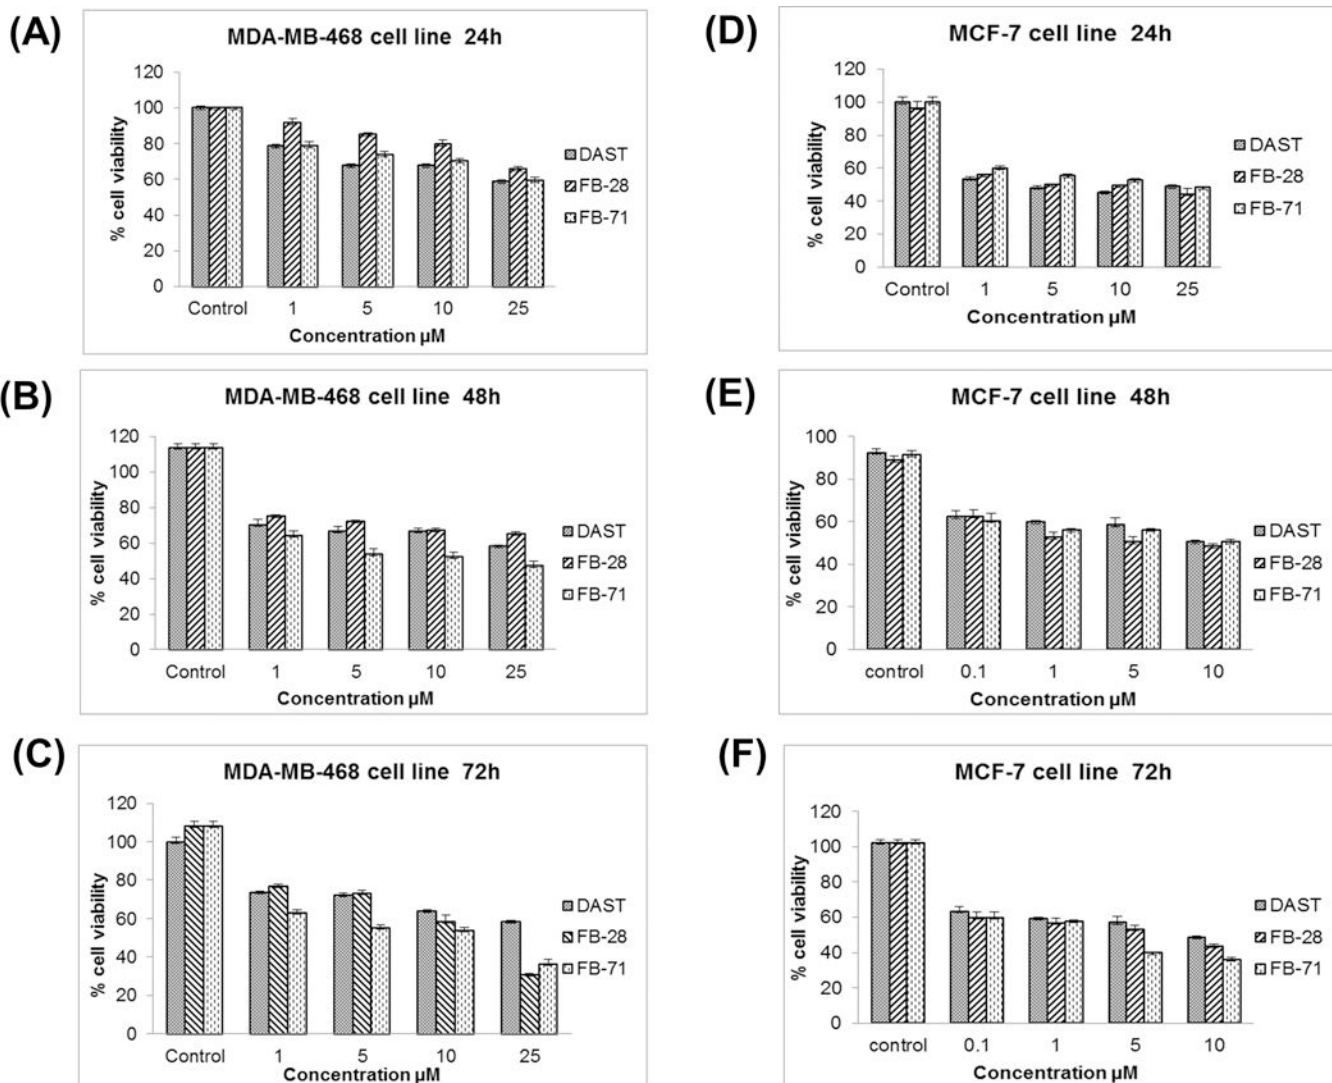 (A)
MDA-MB-468 cell line 24h
% cell viability
120
100
80
60
40
20
0
Control 1 5 10 25
Concentration µM
DAST
FB-28
FB-71
(D)
MCF-7 cell line 24h
% cell viability
120
100
80
60
40
20
0
Control 1 5 10 25
Concentration µM
DAST
FB-28
FB-71
(B)
MDA-MB-468 cell line 48h
% cell viability
120
100
80
60
40
20
0
Control 1 5 10 25
Concentration µM
DAST
FB-28
FB-71
(E)
MCF-7 cell line 48h
% cell viability
100
80
60
40
20
0
control 0.1 1 5 10
Concentration µM
DAST
FB-28
FB-71
(C)
MDA-MB-468 cell line 72h
% cell viability
120
100
80
60
40
20
0
Control 1 5 10 25
Concentration µM
DAST
FB-28
FB-71
(F)
MCF-7 cell line 72h
% cell viability
120
100
80
60
40
20
0
control 0.1 1 5 10
Concentration µM
DAST
FB-28
FB-71